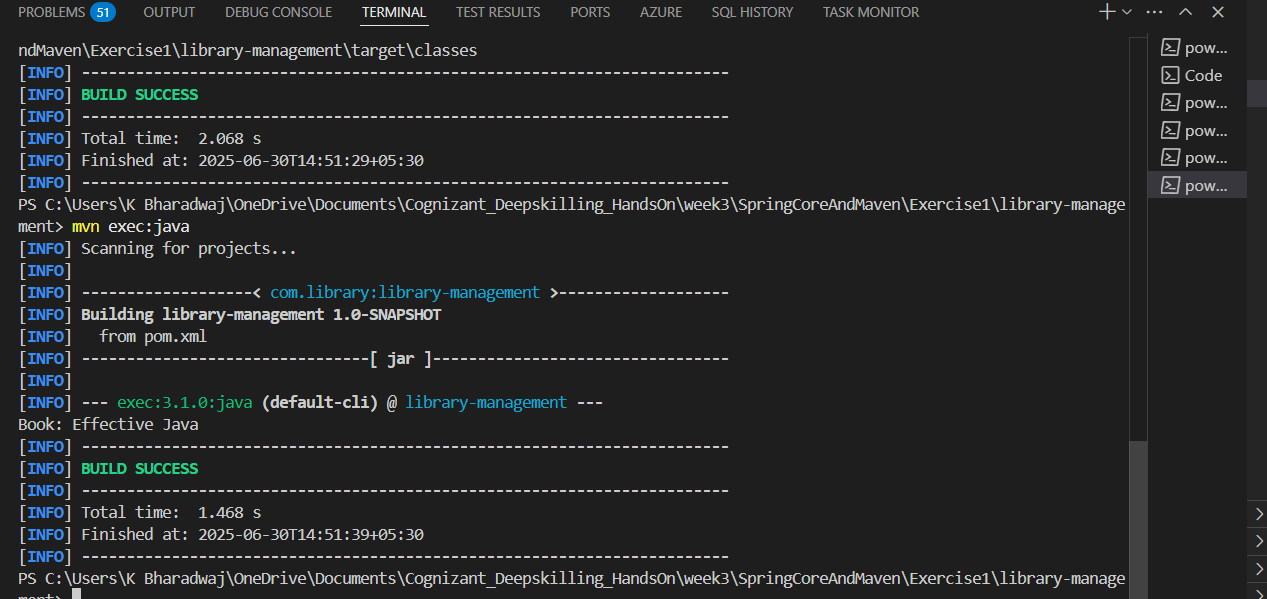 PROBLEMS 51 OUTPUT DEBUG CONSOLE TERMINAL TEST RESULTS PORTS AZURE SQL HISTORY TASK MONITOR
ndMaven\Exercise1\library-management\target\classes
[INFO] ------------------------------------------------------------------------
[INFO] BUILD SUCCESS
[INFO] ------------------------------------------------------------------------
[INFO] Total time:  2.068 s
[INFO] Finished at: 2025-06-30T14:51:29+05:30
[INFO] ------------------------------------------------------------------------
PS C:\Users\K Bharadwaj\OneDrive\Documents\Cognizant_Deepskilling_HandsOn\week3\SpringCoreAndMaven\Exercise1\library-manage
ment> mvn exec:java
[INFO] Scanning for projects...
[INFO]
[INFO] -------------------< com.library:library-management >-------------------
[INFO] Building library-management 1.0-SNAPSHOT
[INFO]   from pom.xml
[INFO] --------------------------------[ jar ]---------------------------------
[INFO]
[INFO] --- exec:3.1.0:java (default-cli) @ library-management ---
Book: Effective Java
[INFO] ------------------------------------------------------------------------
[INFO] BUILD SUCCESS
[INFO] ------------------------------------------------------------------------
[INFO] Total time:  1.468 s
[INFO] Finished at: 2025-06-30T14:51:39+05:30
[INFO] ------------------------------------------------------------------------
PS C:\Users\K Bharadwaj\OneDrive\Documents\Cognizant_Deepskilling_HandsOn\week3\SpringCoreAndMaven\Exercise1\library-manage
ment>
pow...
Code
pow...
pow...
pow...
pow...